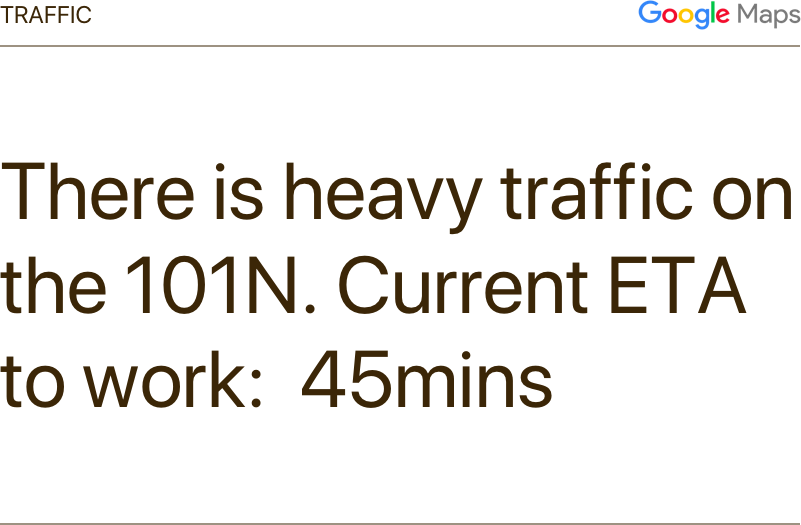 TRAFFIC
Google Maps
There is heavy traffic on
the 101N. Current ETA
to work:  45mins